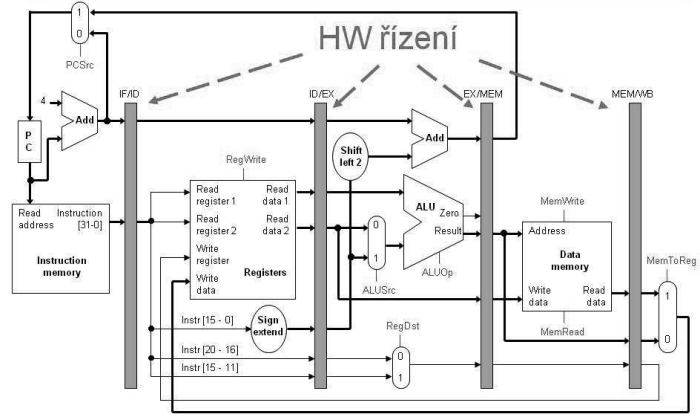 HW řízení
1
0
PCSrc
IF/ID
ID/EX
EX/MEM
MEM/WB
4
Add
Add
P
C
Shift
left 2
RegWrite
Read
register 1
Read
data 1
Read
register 2
Read
data 2
Write
register
Write
data
Registers
Read
address
Instruction
[31-0]
Instruction
memory
ALU
Zero
Result
ALUOp
0
1
ALUSrc
MemWrite
Address
Data
memory
Write
data
Read
data
MemRead
MemToReg
1
0
Instr [15 - 0]
Sign
extend
RegDst
Instr [20 - 16]
Instr [15 - 11]
0
1